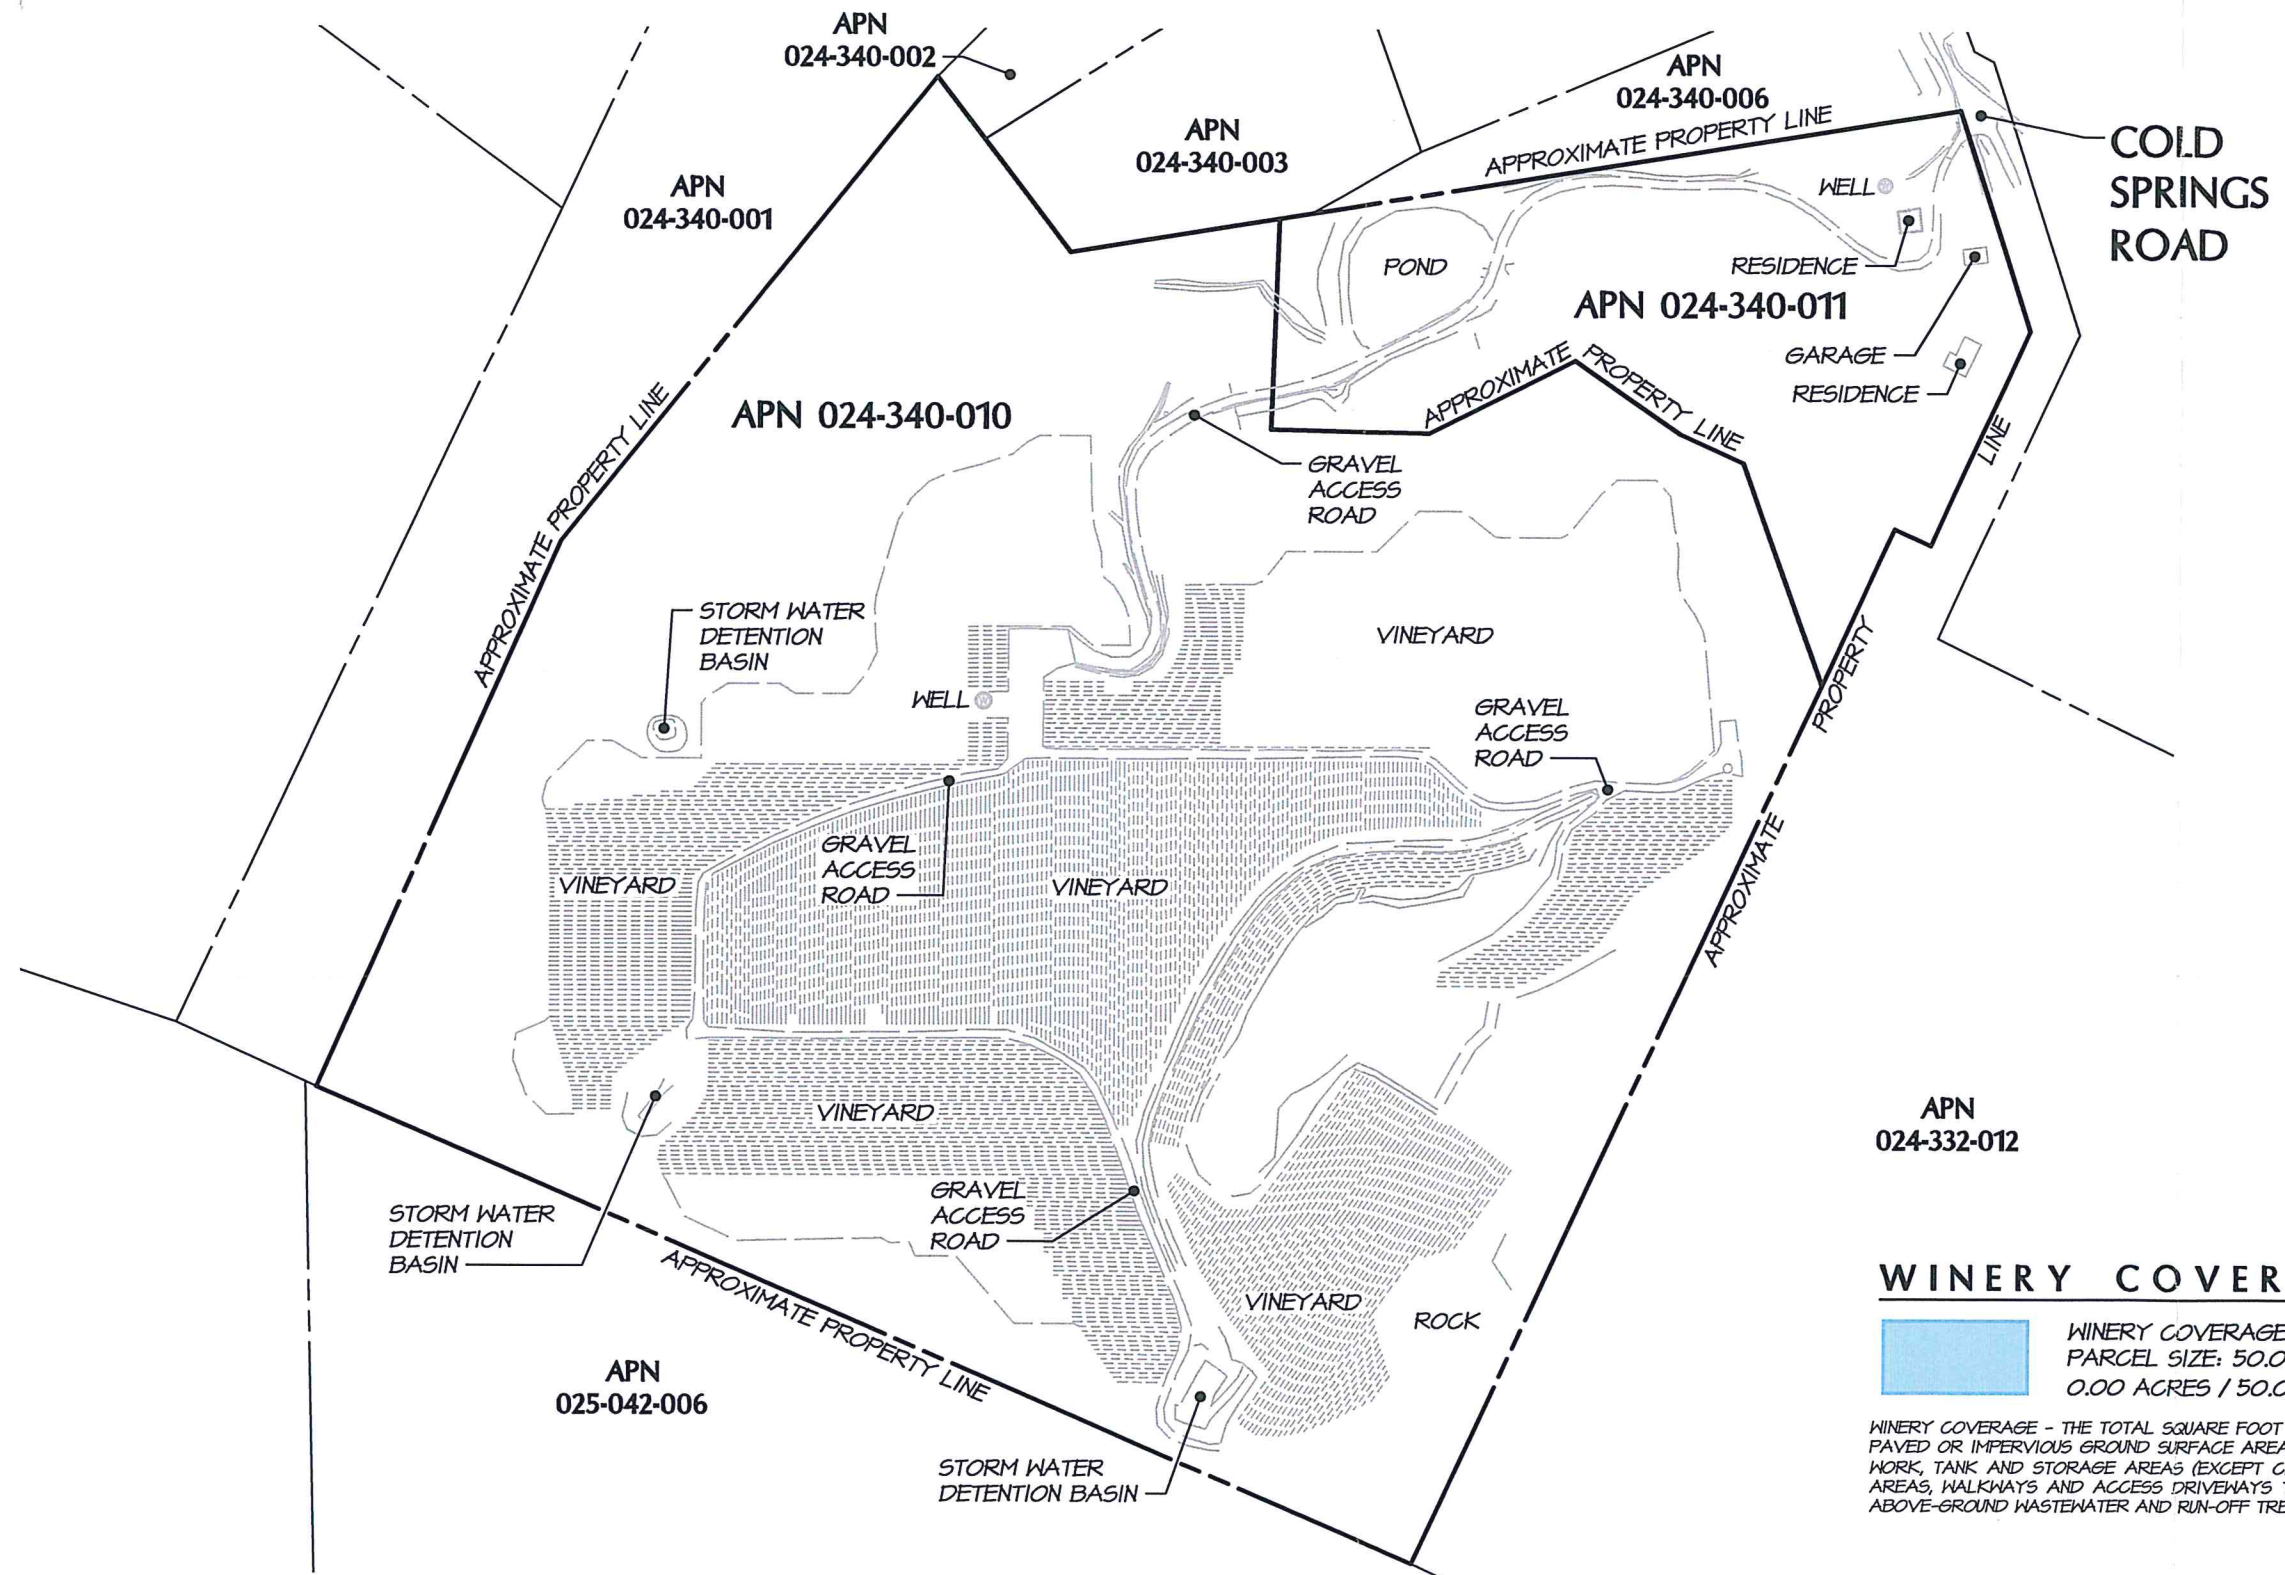 APN
024-340-002
APN
024-340-006
APN
024-340-003
APPROXIMATE PROPERTY LINE
COLD
SPRINGS
ROAD
APN
024-340-001
WELL
POND
RESIDENCE
APN 024-340-011
GARAGE
RESIDENCE
APPROXIMATE PROPERTY LINE
APN 024-340-010
APPROXIMATE PROPERTY LINE
GRAVEL
ACCESS
ROAD
APPROXIMATE PROPERTY LINE
STORM WATER
DETENTION
BASIN
VINEYARD
WELL
GRAVEL
ACCESS
ROAD
GRAVEL
ACCESS
ROAD
VINEYARD
VINEYARD
VINEYARD
APN
024-332-012
STORM WATER
DETENTION
BASIN
GRAVEL
ACCESS
ROAD
APPROXIMATE PROPERTY LINE
VINEYARD
ROCK
APN
025-042-006
STORM WATER
DETENTION BASIN
WINERY COVER
WINERY COVERAGE
PARCEL SIZE: 50.0
0.00 ACRES / 50.0
WINERY COVERAGE - THE TOTAL SQUARE FOOT
PAVED OR IMPERVIOUS GROUND SURFACE AREA
WORK, TANK AND STORAGE AREAS (EXCEPT C
AREAS, WALKWAYS AND ACCESS DRIVEWAYS T
ABOVE-GROUND WASTEWATER AND RUN-OFF TRE